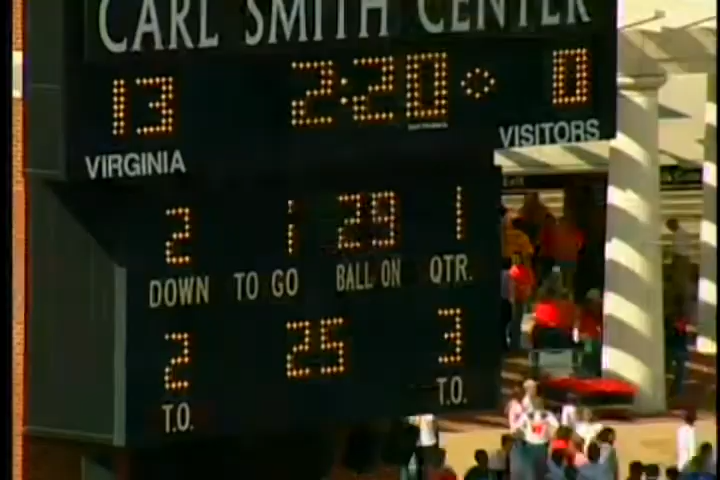 CARL SMITH CENTER
13 2:20 0
VIRGINIA VISITORS
2 1 29 1
DOWN TO GO BALL ON QTR.
2 25 3
T.O. T.O.